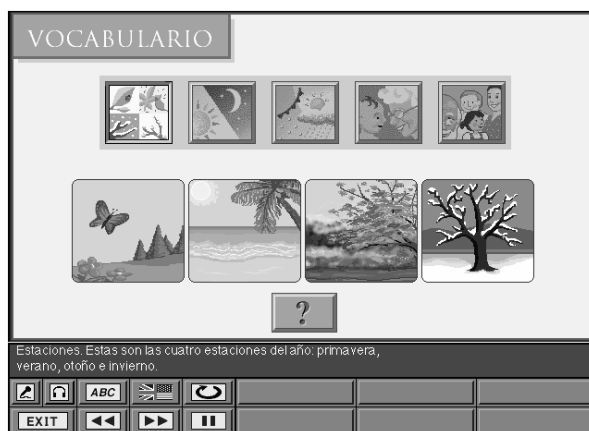 VOCABULARIO
?
Estaciones. Estas son las cuatro estaciones del año: primavera,
verano, otoño e invierno.
ABC
EXIT